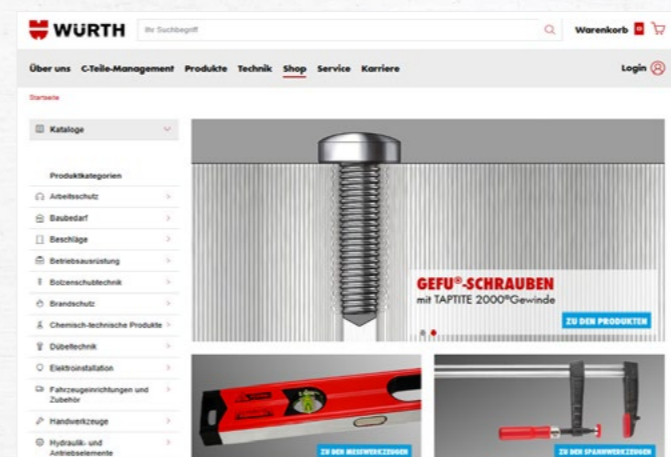 WÜRTH
Ihr Suchbegriff
Warenkorb 0
Über uns C-Teile-Management Produkte Technik Shop Service Karriere
Login
Startseite
Kataloge
Produktkategorien
Arbeitsschutz
Baubedarf
Beschläge
Betriebsausrüstung
Bolzenschubtechnik
Brandschutz
Chemisch-technische Produkte
Dübeltechnik
Elektroinstallation
Fahrzeugeinrichtungen und
Zubehör
Handwerkzeuge
Hydraulik- und
Antriebselemente
GEFU®-SCHRAUBEN
mit TAPTITE 2000®Gewinde
ZU DEN PRODUKTEN
ZU DEN MESSWERKZEUGEN
ZU DEN SPANNWERKZEUGEN